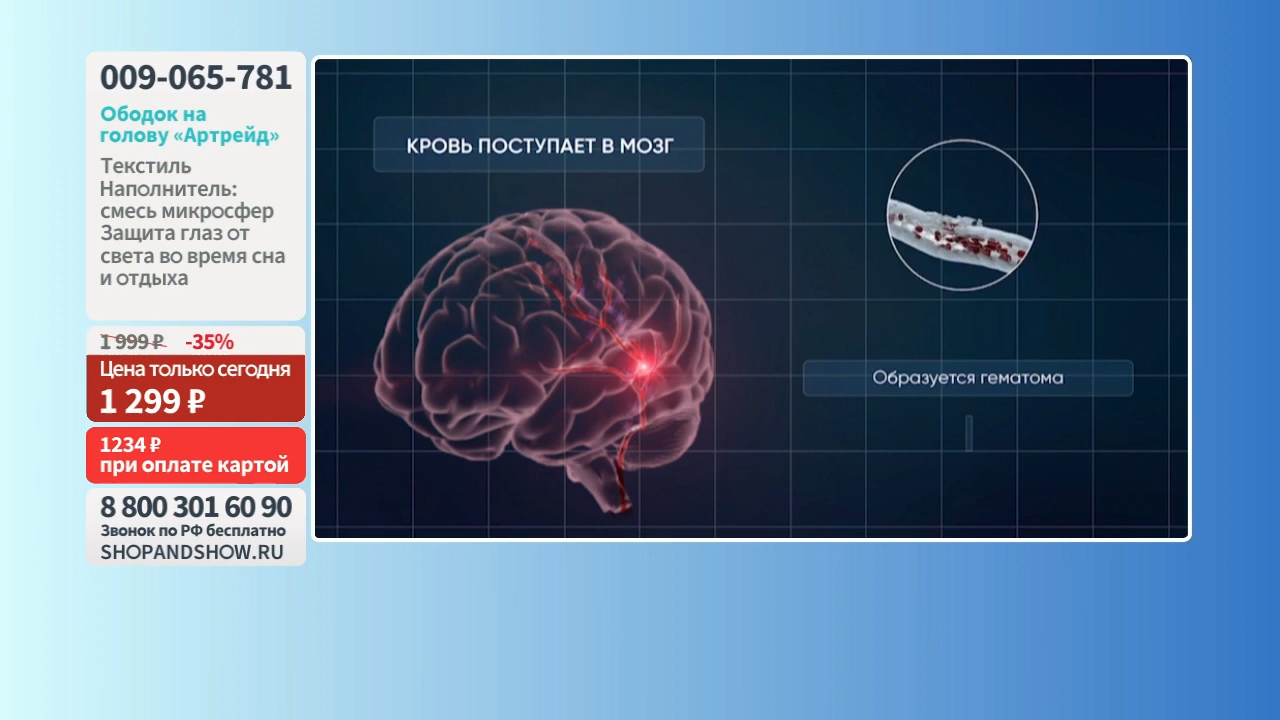 009-065-781
Ободок на
голову «Артрейд»
Текстиль
Наполнитель:
смесь микросфер
Защита глаз от
света во время сна
и отдыха
1 999 ₽ -35%
Цена только сегодня
1 299 ₽
1234 ₽
при оплате картой
8 800 301 60 90
Звонок по РФ бесплатно
SHOPANDSHOW.RU
КРОВЬ ПОСТУПАЕТ В МОЗГ
Образуется гематома